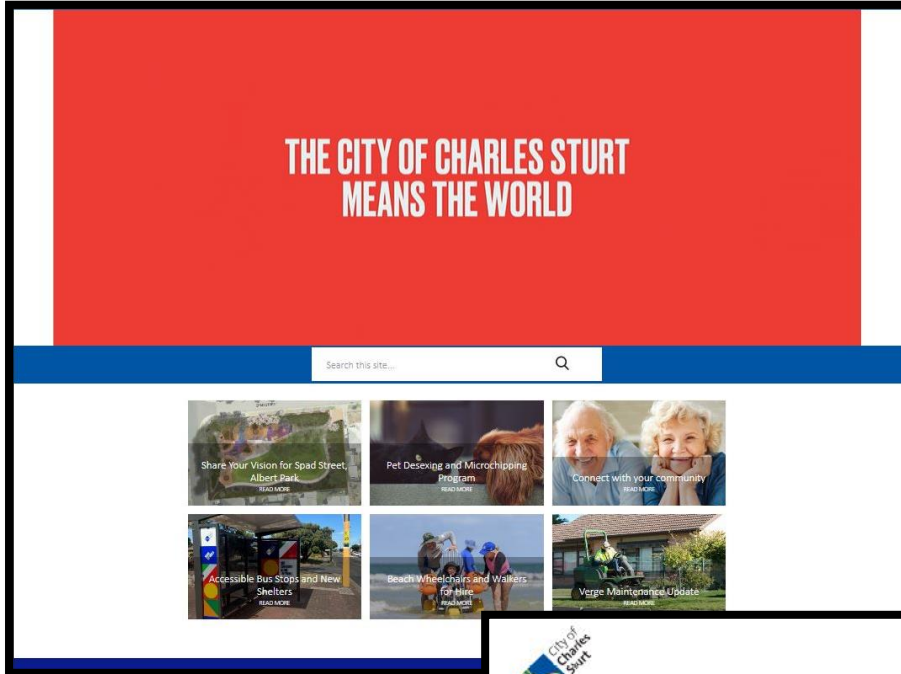 THE CITY OF CHARLES STURT
MEANS THE WORLD
Search this site...
Share Your Vision for Spad Street,
Albert Park
READ MORE
Pet Desexing and Microchipping
Program
READ MORE
Connect with your community
READ MORE
Accessible Bus Stops and New
Shelters
READ MORE
Beach Wheelchairs and Walkers
for Hire
READ MORE
Verge Maintenance Update
READ MORE
City of
Charles
Sturt